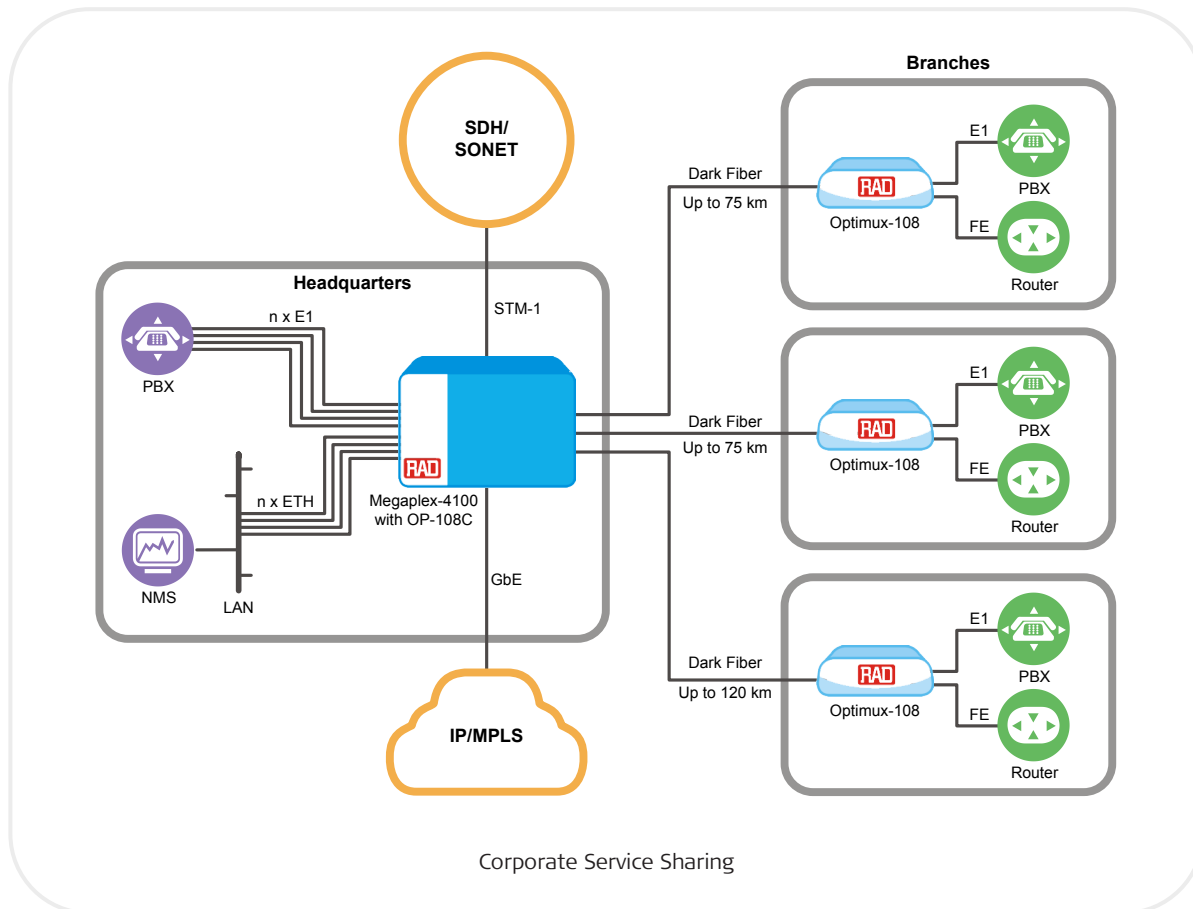 SDH/
SONET
STM-1
Headquarters
n x E1
PBX
n x ETH
NMS
LAN
RAD
Megaplex-4100
with OP-108C
GbE
IP/MPLS
Branches
Dark Fiber
Up to 75 km
RAD
Optimux-108
E1
PBX
FE
Router
Dark Fiber
Up to 75 km
RAD
Optimux-108
E1
PBX
FE
Router
Dark Fiber
Up to 120 km
RAD
Optimux-108
E1
PBX
FE
Router
Corporate Service Sharing